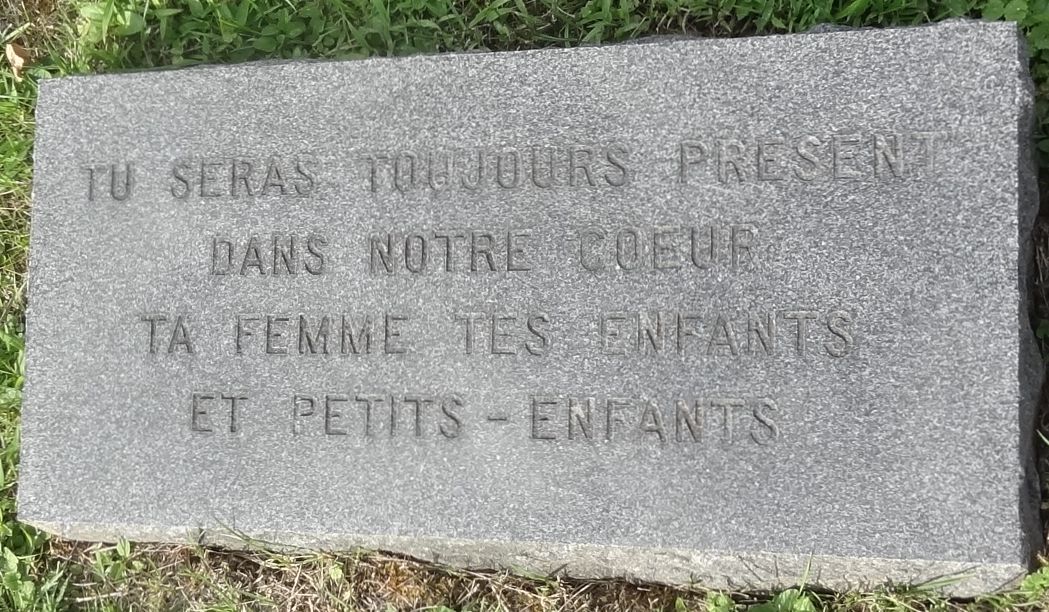 TU SERAS TOUJOURS PRESENT
DANS NOTRE COEUR
TA FEMME TES ENFANTS
ET PETITS - ENFANTS